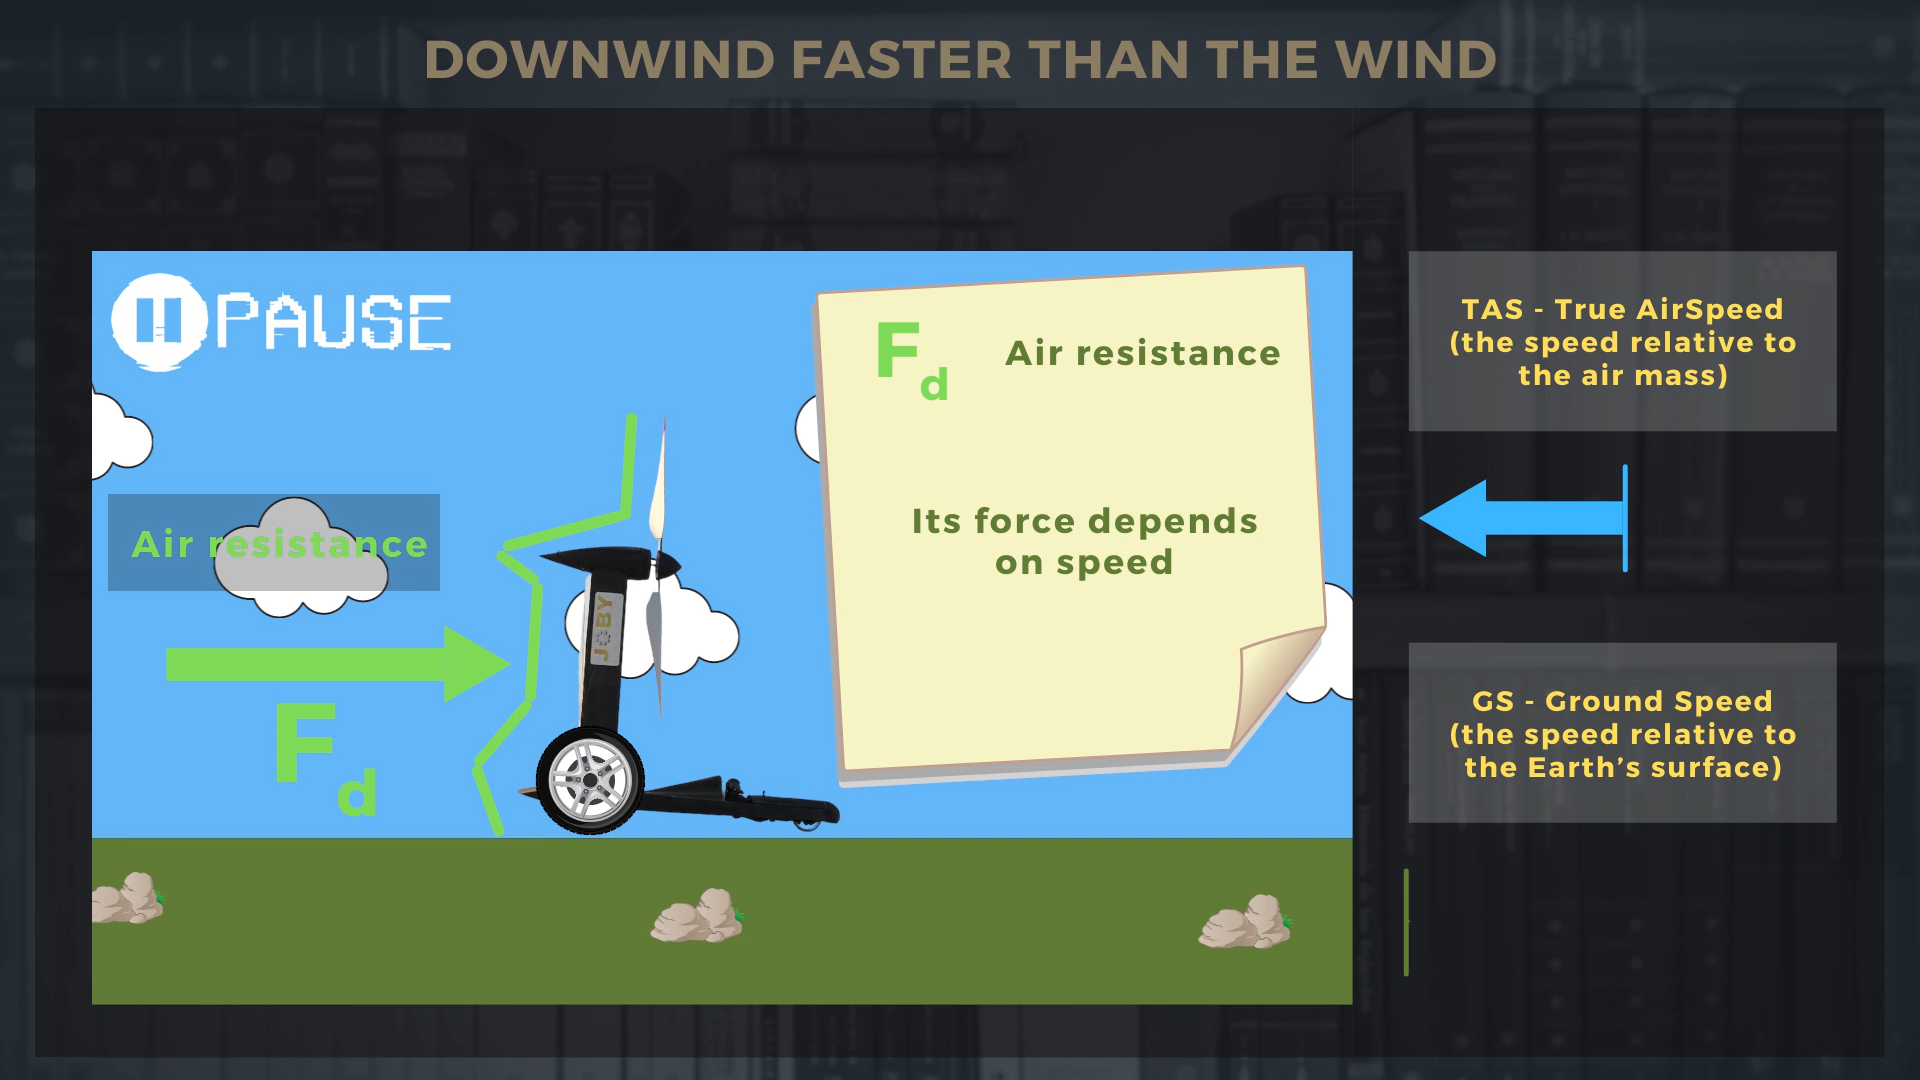 DOWNWIND FASTER THAN THE WIND
PAUSE
Air resistance
F
d
JOBY
F
d
Air resistance
Its force depends
on speed
TAS - True AirSpeed
(the speed relative to
the air mass)
GS - Ground Speed
(the speed relative to
the Earth's surface)